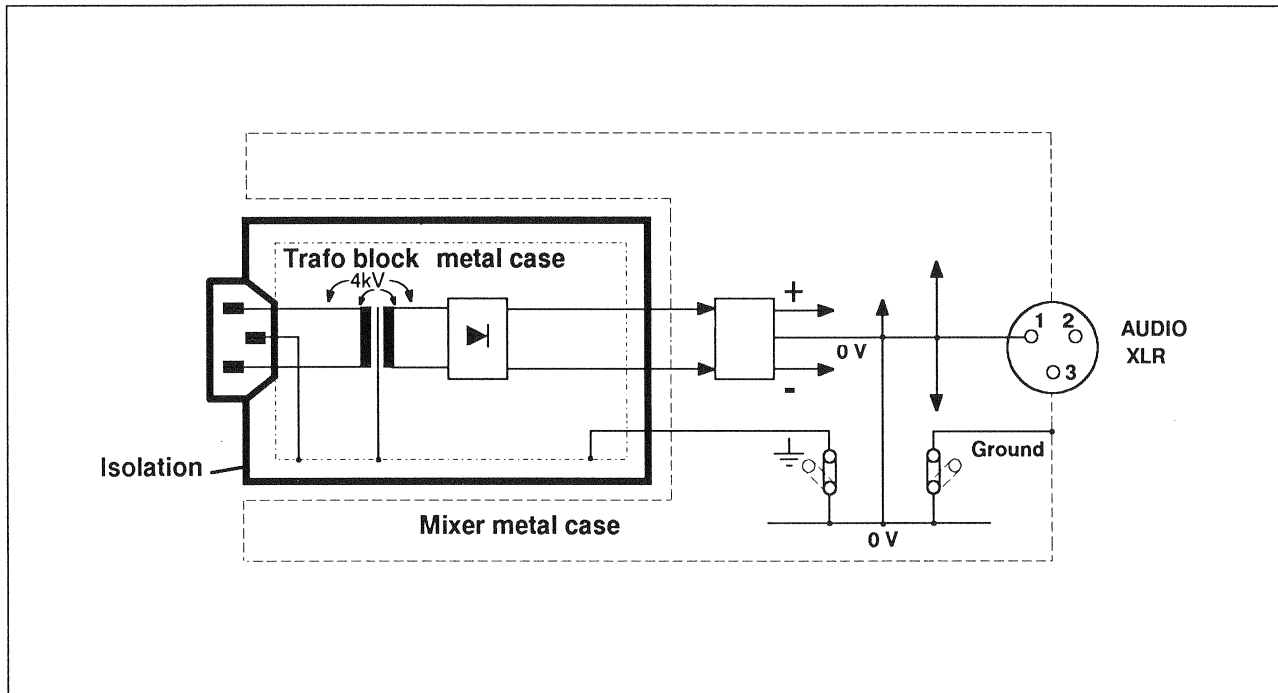 Trafo block metal case
4kV
+
0 V
-
1 2
3
AUDIO
XLR
Ground
Isolation
Mixer metal case
0 V